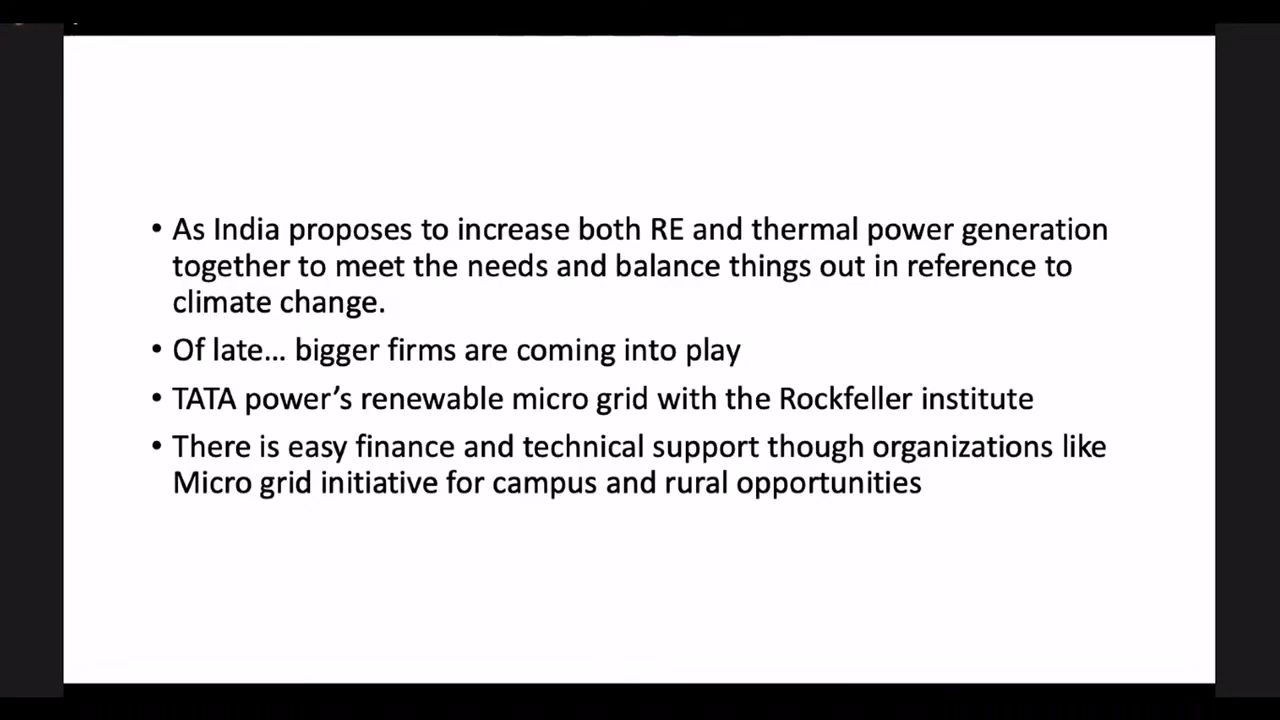 • As India proposes to increase both RE and thermal power generation
together to meet the needs and balance things out in reference to
climate change.
• Of late... bigger firms are coming into play
• TATA power's renewable micro grid with the Rockfeller institute
• There is easy finance and technical support though organizations like
Micro grid initiative for campus and rural opportunities